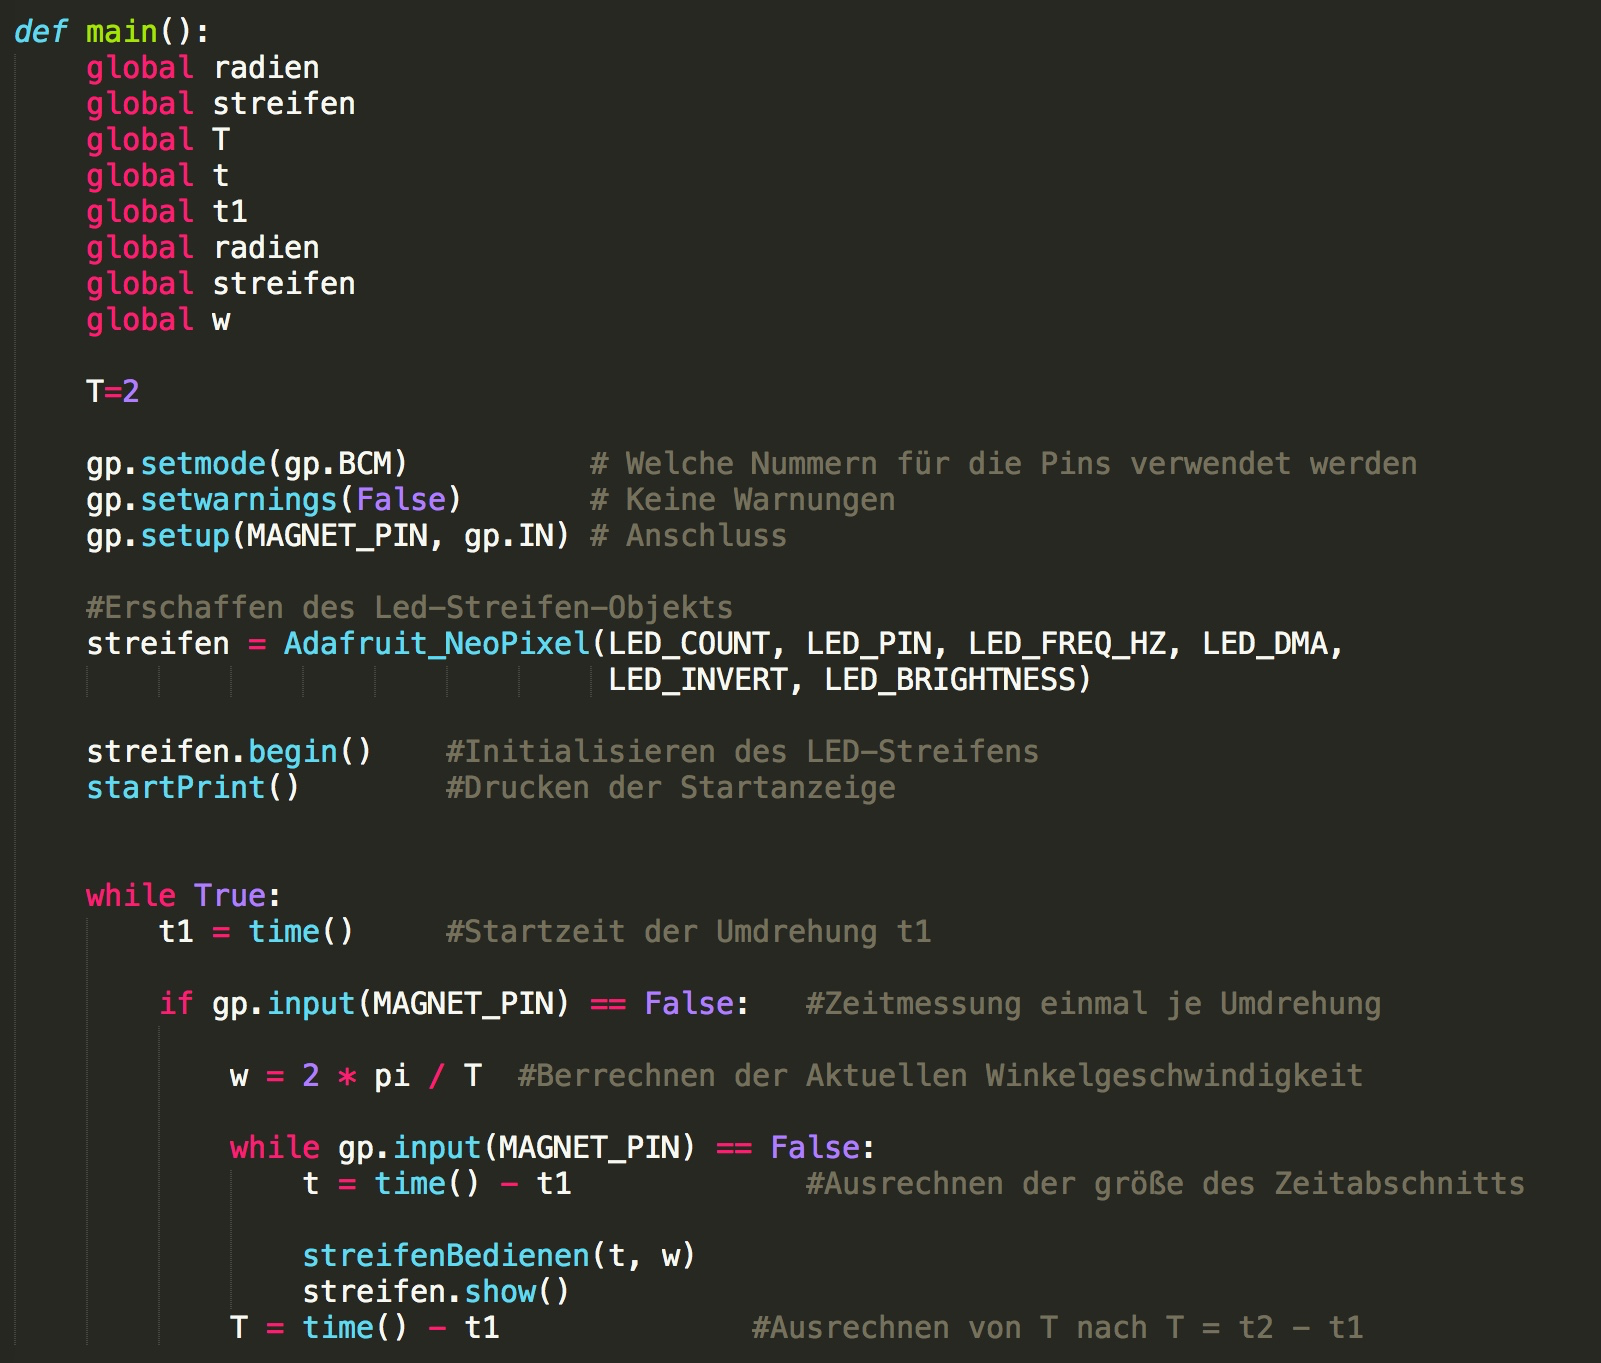 def main():
    global radien
    global streifen
    global T
    global t
    global t1
    global radien
    global streifen
    global w

    T=2

    gp.setmode(gp.BCM)          # Welche Nummern für die Pins verwendet werden
    gp.setwarnings(False)       # Keine Warnungen
    gp.setup(MAGNET_PIN, gp.IN) # Anschluss

    #Erschaffen des Led-Streifen-Objekts
    streifen = Adafruit_NeoPixel(LED_COUNT, LED_PIN, LED_FREQ_HZ, LED_DMA,
                                 LED_INVERT, LED_BRIGHTNESS)

    streifen.begin()    #Initialisieren des LED-Streifens
    startPrint()        #Drucken der Startanzeige


    while True:
        t1 = time()     #Startzeit der Umdrehung t1

        if gp.input(MAGNET_PIN) == False:   #Zeitmessung einmal je Umdrehung

            w = 2 * pi / T  #Berrechnen der Aktuellen Winkelgeschwindigkeit

            while gp.input(MAGNET_PIN) == False:
                t = time() - t1             #Ausrechnen der größe des Zeitabschnitts

                streifenBedienen(t, w)
                streifen.show()
            T = time() - t1              #Ausrechnen von T nach T = t2 - t1